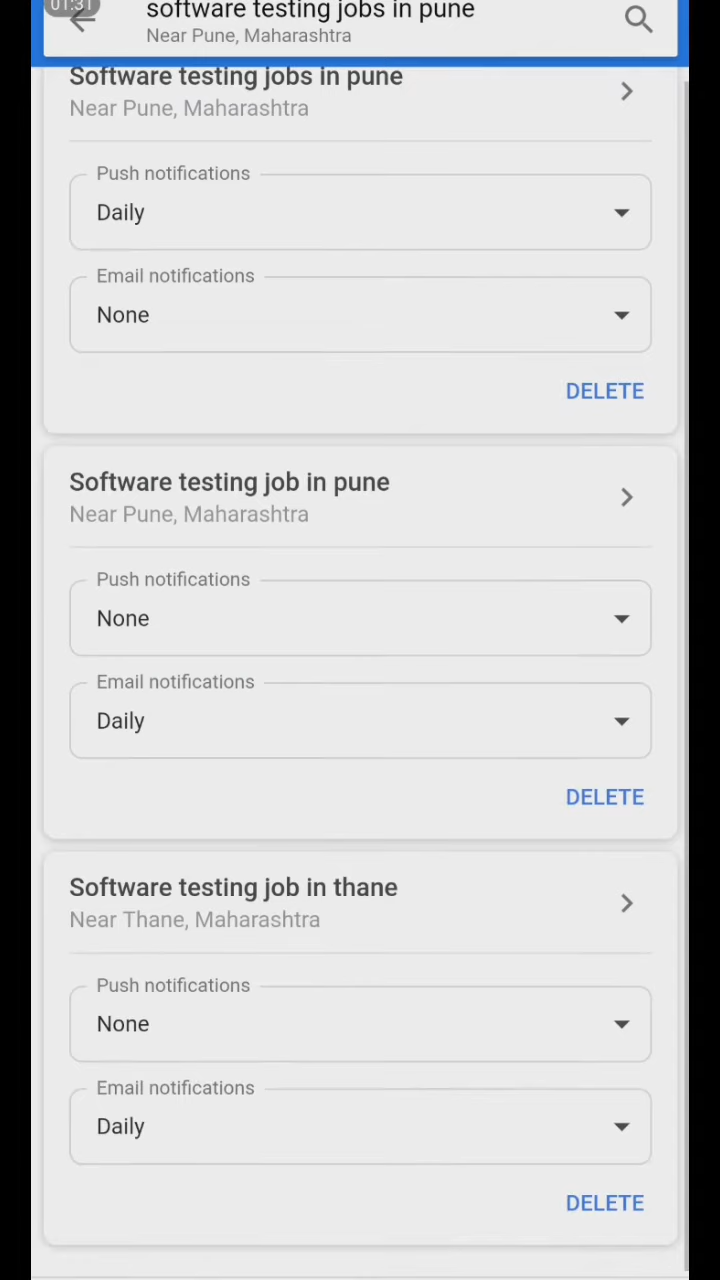 01:31
software testing jobs in pune
Near Pune, Maharashtra
Software testing jobs in pune
Near Pune, Maharashtra
Push notifications
Daily
Email notifications
None
DELETE
Software testing job in pune
Near Pune, Maharashtra
Push notifications
None
Email notifications
Daily
DELETE
Software testing job in thane
Near Thane, Maharashtra
Push notifications
None
Email notifications
Daily
DELETE